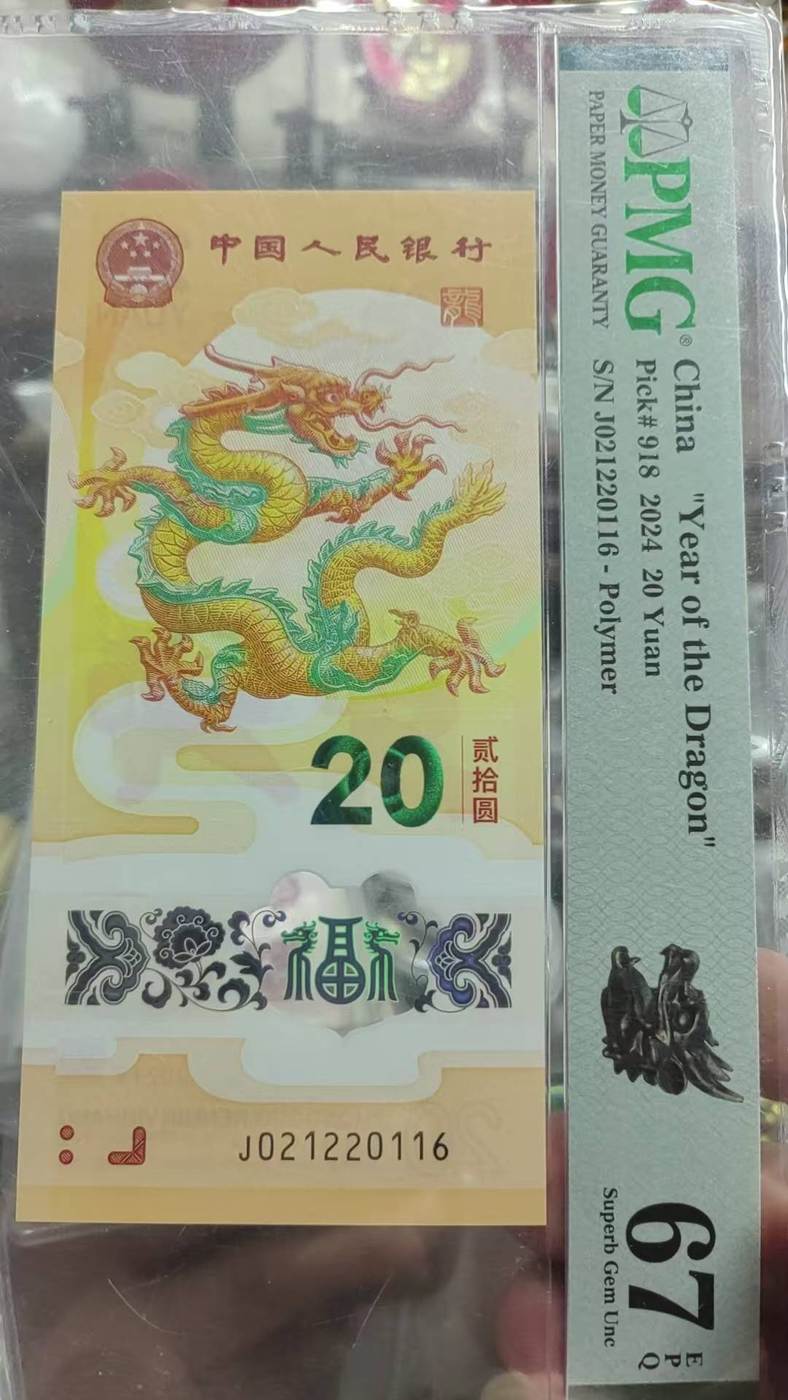 中国人民银行
龍
20
贰拾圆
福
J021220116
PMG®
PAPER MONEY GUARANTY
China "Year of the Dragon"
Pick# 918 2024 20 Yuan
S/N J021220116 - Polymer
67 EPQ
Superb Gem Unc